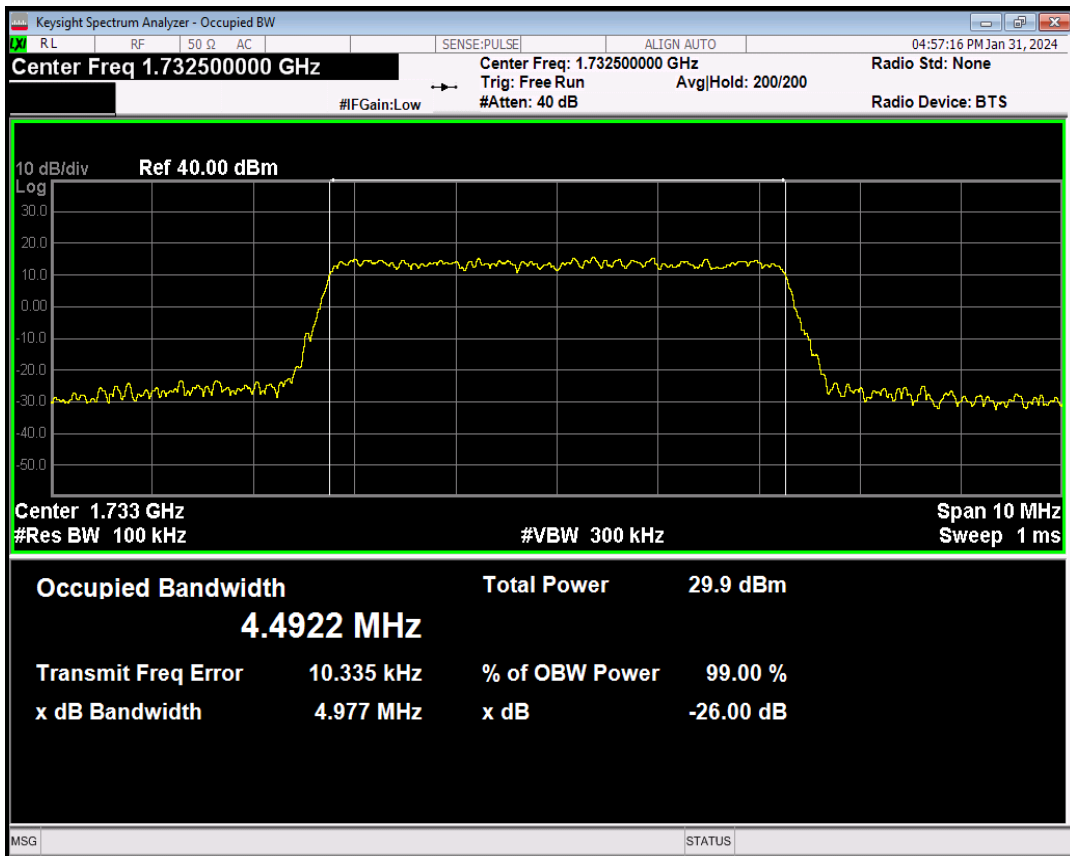 Keysight Spectrum Analyzer - Occupied BW
LXI RL RF 50 Ω AC SENSE:PULSE ALIGN AUTO 04:57:16 PM Jan 31, 2024
Center Freq 1.732500000 GHz Center Freq: 1.732500000 GHz Radio Std: None
Trig: Free Run Avg|Hold: 200/200
#IFGain:Low #Atten: 40 dB Radio Device: BTS
10 dB/div Ref 40.00 dBm
Log
30.0
20.0
10.0
0.00
-10.0
-20.0
-30.0
-40.0
-50.0
Center 1.733 GHz Span 10 MHz
#Res BW 100 kHz #VBW 300 kHz Sweep 1 ms
Occupied Bandwidth Total Power 29.9 dBm
4.4922 MHz
Transmit Freq Error 10.335 kHz % of OBW Power 99.00 %
x dB Bandwidth 4.977 MHz x dB -26.00 dB
MSG STATUS